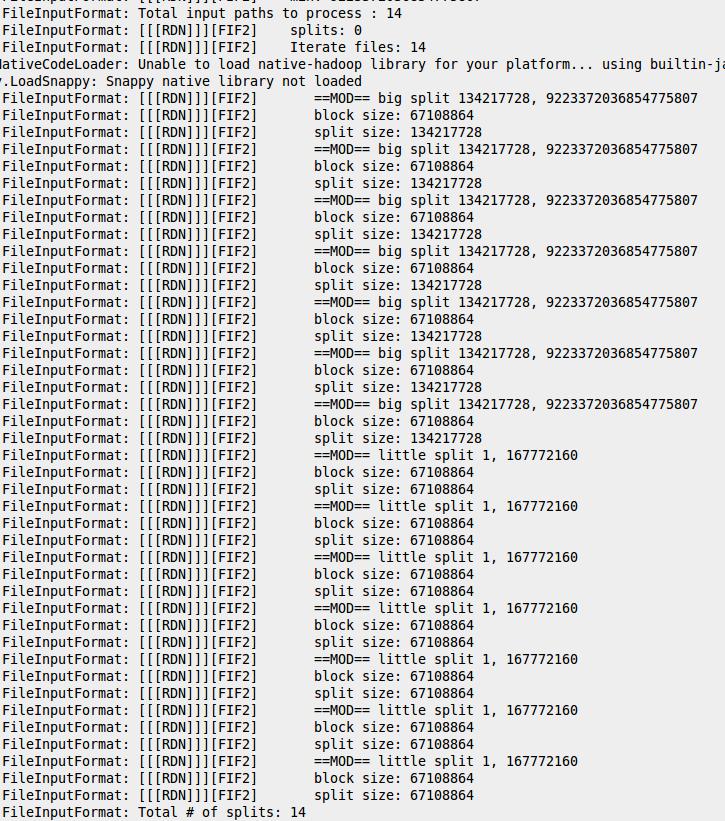 FileInputFormat: Total input paths to process : 14
FileInputFormat: [[[RDN]]][FIF2]    splits: 0
FileInputFormat: [[[RDN]]][FIF2]    Iterate files: 14
NativeCodeLoader: Unable to load native-hadoop library for your platform... using builtin-ja
.LoadSnappy: Snappy native library not loaded
FileInputFormat: [[[RDN]]][FIF2]       ==MOD== big split 134217728, 9223372036854775807
FileInputFormat: [[[RDN]]][FIF2]       block size: 67108864
FileInputFormat: [[[RDN]]][FIF2]       split size: 134217728
FileInputFormat: [[[RDN]]][FIF2]       ==MOD== big split 134217728, 9223372036854775807
FileInputFormat: [[[RDN]]][FIF2]       block size: 67108864
FileInputFormat: [[[RDN]]][FIF2]       split size: 134217728
FileInputFormat: [[[RDN]]][FIF2]       ==MOD== big split 134217728, 9223372036854775807
FileInputFormat: [[[RDN]]][FIF2]       block size: 67108864
FileInputFormat: [[[RDN]]][FIF2]       split size: 134217728
FileInputFormat: [[[RDN]]][FIF2]       ==MOD== big split 134217728, 9223372036854775807
FileInputFormat: [[[RDN]]][FIF2]       block size: 67108864
FileInputFormat: [[[RDN]]][FIF2]       split size: 134217728
FileInputFormat: [[[RDN]]][FIF2]       ==MOD== big split 134217728, 9223372036854775807
FileInputFormat: [[[RDN]]][FIF2]       block size: 67108864
FileInputFormat: [[[RDN]]][FIF2]       split size: 134217728
FileInputFormat: [[[RDN]]][FIF2]       ==MOD== big split 134217728, 9223372036854775807
FileInputFormat: [[[RDN]]][FIF2]       block size: 67108864
FileInputFormat: [[[RDN]]][FIF2]       split size: 134217728
FileInputFormat: [[[RDN]]][FIF2]       ==MOD== big split 134217728, 9223372036854775807
FileInputFormat: [[[RDN]]][FIF2]       block size: 67108864
FileInputFormat: [[[RDN]]][FIF2]       split size: 134217728
FileInputFormat: [[[RDN]]][FIF2]       ==MOD== little split 1, 167772160
FileInputFormat: [[[RDN]]][FIF2]       block size: 67108864
FileInputFormat: [[[RDN]]][FIF2]       split size: 67108864
FileInputFormat: [[[RDN]]][FIF2]       ==MOD== little split 1, 167772160
FileInputFormat: [[[RDN]]][FIF2]       block size: 67108864
FileInputFormat: [[[RDN]]][FIF2]       split size: 67108864
FileInputFormat: [[[RDN]]][FIF2]       ==MOD== little split 1, 167772160
FileInputFormat: [[[RDN]]][FIF2]       block size: 67108864
FileInputFormat: [[[RDN]]][FIF2]       split size: 67108864
FileInputFormat: [[[RDN]]][FIF2]       ==MOD== little split 1, 167772160
FileInputFormat: [[[RDN]]][FIF2]       block size: 67108864
FileInputFormat: [[[RDN]]][FIF2]       split size: 67108864
FileInputFormat: [[[RDN]]][FIF2]       ==MOD== little split 1, 167772160
FileInputFormat: [[[RDN]]][FIF2]       block size: 67108864
FileInputFormat: [[[RDN]]][FIF2]       split size: 67108864
FileInputFormat: [[[RDN]]][FIF2]       ==MOD== little split 1, 167772160
FileInputFormat: [[[RDN]]][FIF2]       block size: 67108864
FileInputFormat: [[[RDN]]][FIF2]       split size: 67108864
FileInputFormat: [[[RDN]]][FIF2]       ==MOD== little split 1, 167772160
FileInputFormat: [[[RDN]]][FIF2]       block size: 67108864
FileInputFormat: [[[RDN]]][FIF2]       split size: 67108864
FileInputFormat: Total # of splits: 14